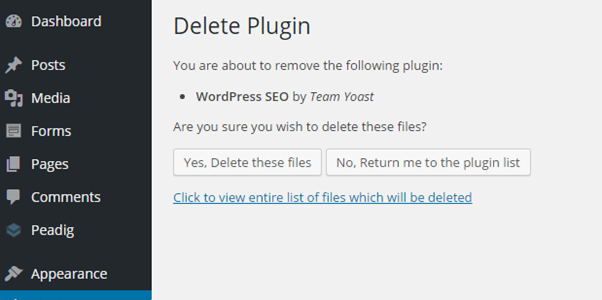 Dashboard
Posts
Media
Forms
Pages
Comments
Peadig
Appearance
Delete Plugin
You are about to remove the following plugin:
• WordPress SEO by Team Yoast
Are you sure you wish to delete these files?
Yes, Delete these files
No, Return me to the plugin list
Click to view entire list of files which will be deleted